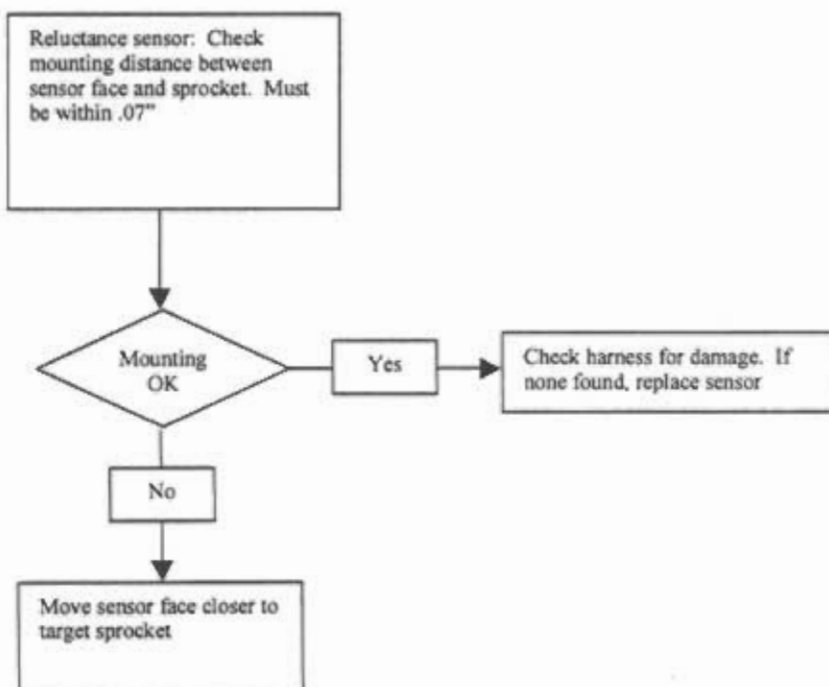 Reluctance sensor:  Check
mounting distance between
sensor face and sprocket.  Must
be within .07”
Mounting
OK
Yes
Check harness for damage.  If
none found, replace sensor
No
Move sensor face closer to
target sprocket